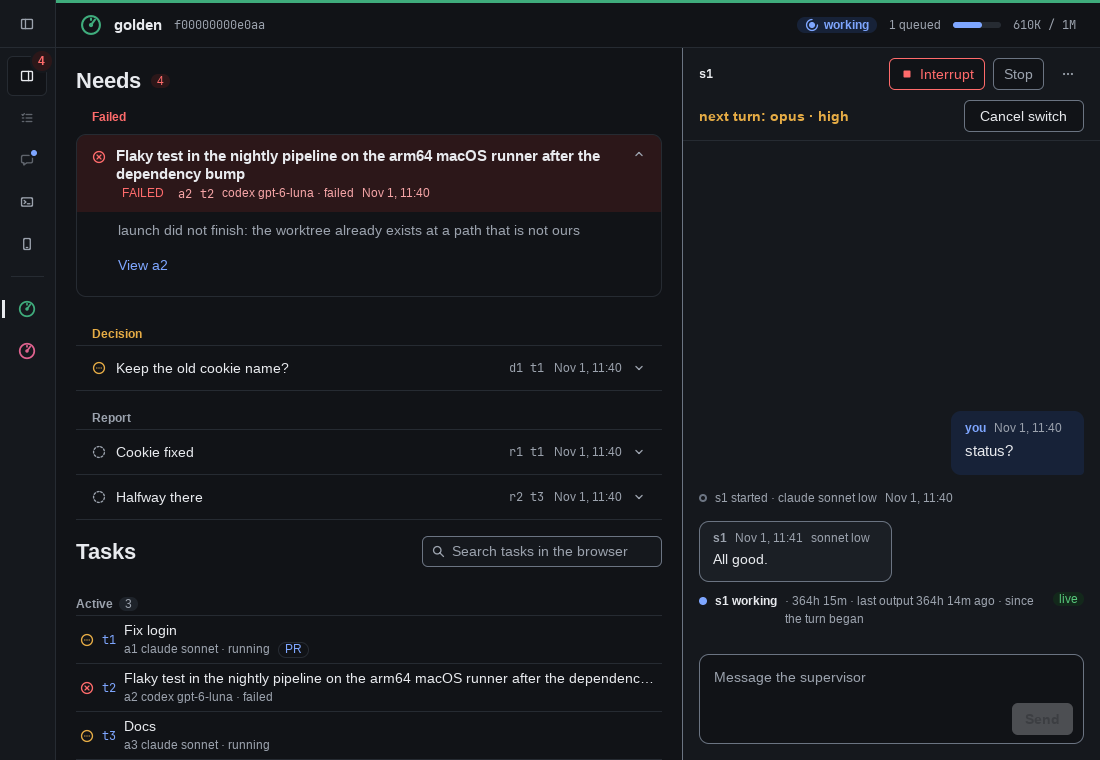 golden f00000000e0aa
working 1 queued 610K / 1M
4
Needs 4
Failed
Flaky test in the nightly pipeline on the arm64 macOS runner after the
dependency bump
FAILED a2 t2 codex gpt-6-luna · failed Nov 1, 11:40
launch did not finish: the worktree already exists at a path that is not ours
View a2
Decision
Keep the old cookie name? d1 t1 Nov 1, 11:40
Report
Cookie fixed r1 t1 Nov 1, 11:40
Halfway there r2 t3 Nov 1, 11:40
Tasks
Search tasks in the browser
Active 3
t1 Fix login
a1 claude sonnet · running PR
t2 Flaky test in the nightly pipeline on the arm64 macOS runner after the dependenc…
a2 codex gpt-6-luna · failed
t3 Docs
a3 claude sonnet · running
s1
Interrupt
Stop
next turn: opus · high
Cancel switch
you Nov 1, 11:40
status?
s1 started · claude sonnet low Nov 1, 11:40
s1 Nov 1, 11:41 sonnet low
All good.
s1 working · 364h 15m · last output 364h 14m ago · since
the turn began
live
Message the supervisor
Send